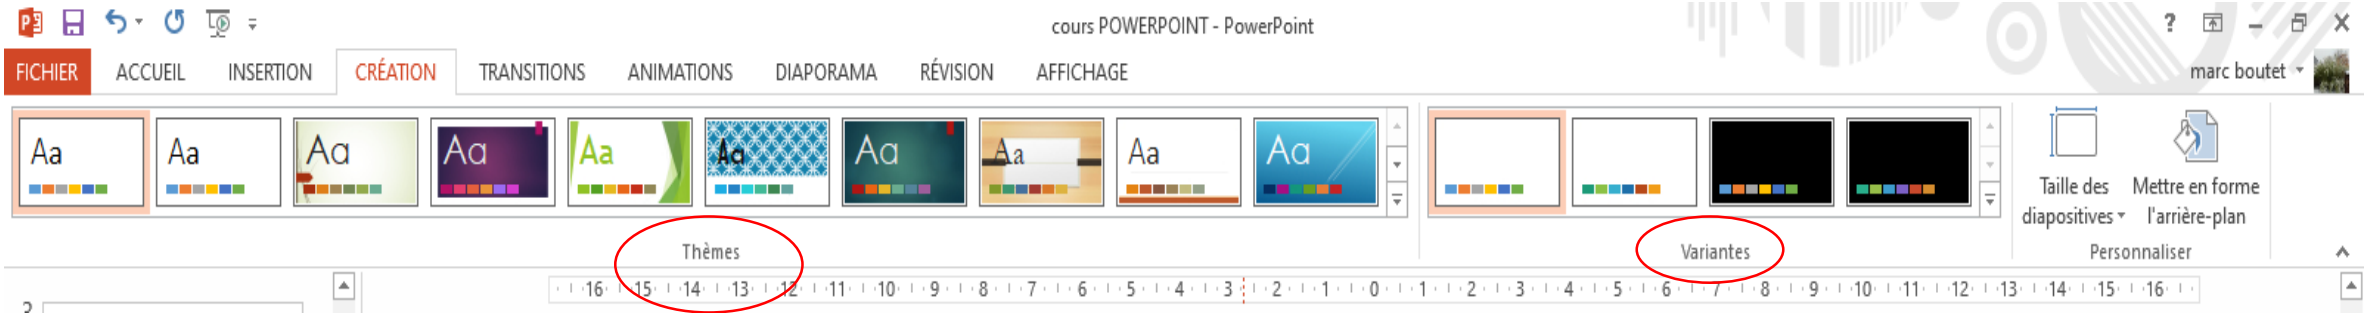 cours POWERPOINT - PowerPoint
?
FICHIER ACCUEIL INSERTION CRÉATION TRANSITIONS ANIMATIONS DIAPORAMA RÉVISION AFFICHAGE marc boutet
Aa Aa Aa Aa Aa Aa Aa Aa Aa Aa
Taille des diapositives
Mettre en forme l'arrière-plan
Thèmes Variantes Personnaliser
16 15 14 13 12 11 10 9 8 7 6 5 4 3 2 1 0 1 2 3 4 5 6 7 8 9 10 11 12 13 14 15 16